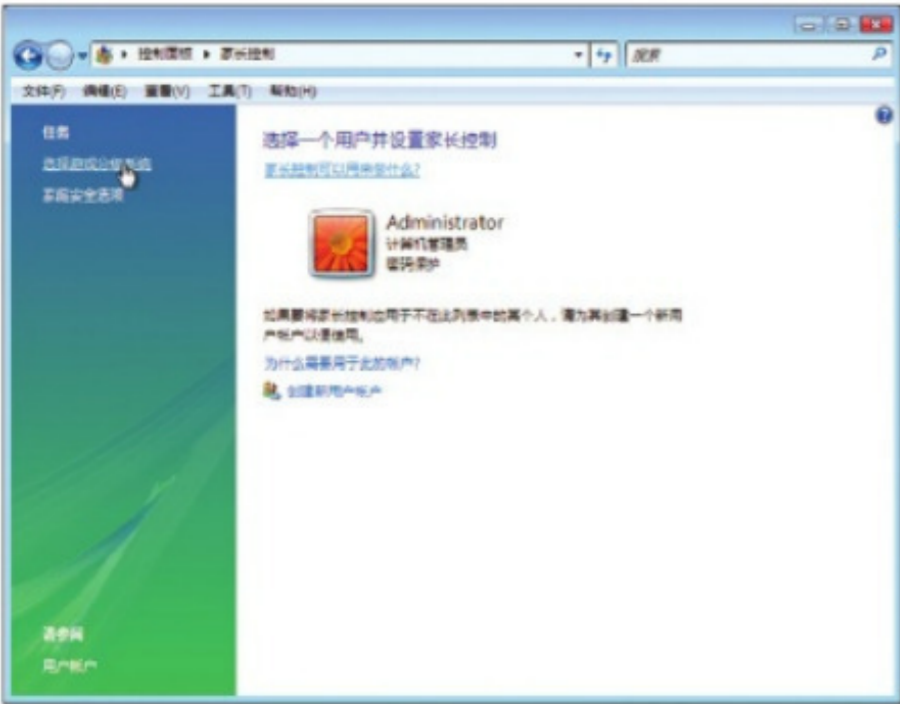 控制面板 ▸ 家长控制
搜索
文件(F) 编辑(E) 查看(V) 工具(T) 帮助(H)
任务
选择游戏分级系统
家庭安全选项
选择一个用户并设置家长控制
家长控制可以用来做什么?
Administrator
计算机管理员
密码保护
如果要将家长控制应用于不在此列表中的某个人，请为其创建一个新用
户帐户以便使用。
为什么需要用于此的帐户?
创建新用户帐户
请参阅
用户帐户